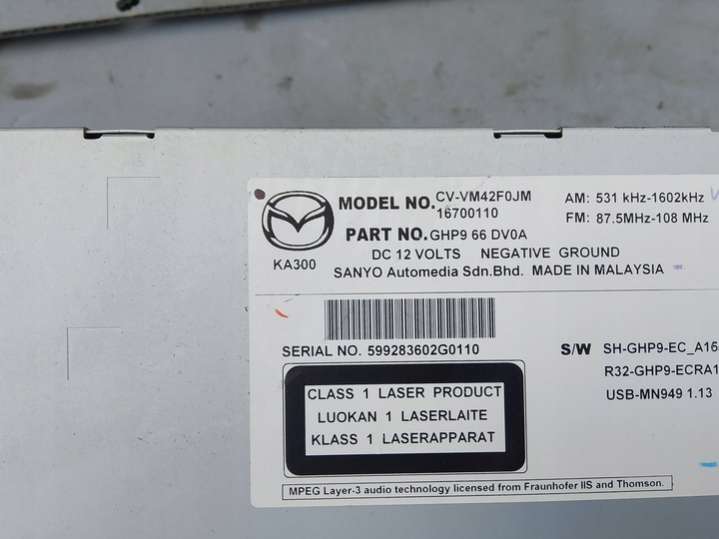 MODEL NO. CV-VM42F0JM
16700110
AM: 531 kHz-1602kHz
FM: 87.5MHz-108 MHz
PART NO. GHP9 66 DV0A
KA300
DC 12 VOLTS NEGATIVE GROUND
SANYO Automedia Sdn.Bhd. MADE IN MALAYSIA
SERIAL NO. 599283602G0110
S/W SH-GHP9-EC_A16
R32-GHP9-ECRA1
USB-MN949 1.13
CLASS 1 LASER PRODUCT
LUOKAN 1 LASERLAITE
KLASS 1 LASERAPPARAT
MPEG Layer-3 audio technology licensed from Fraunhofer IIS and Thomson.